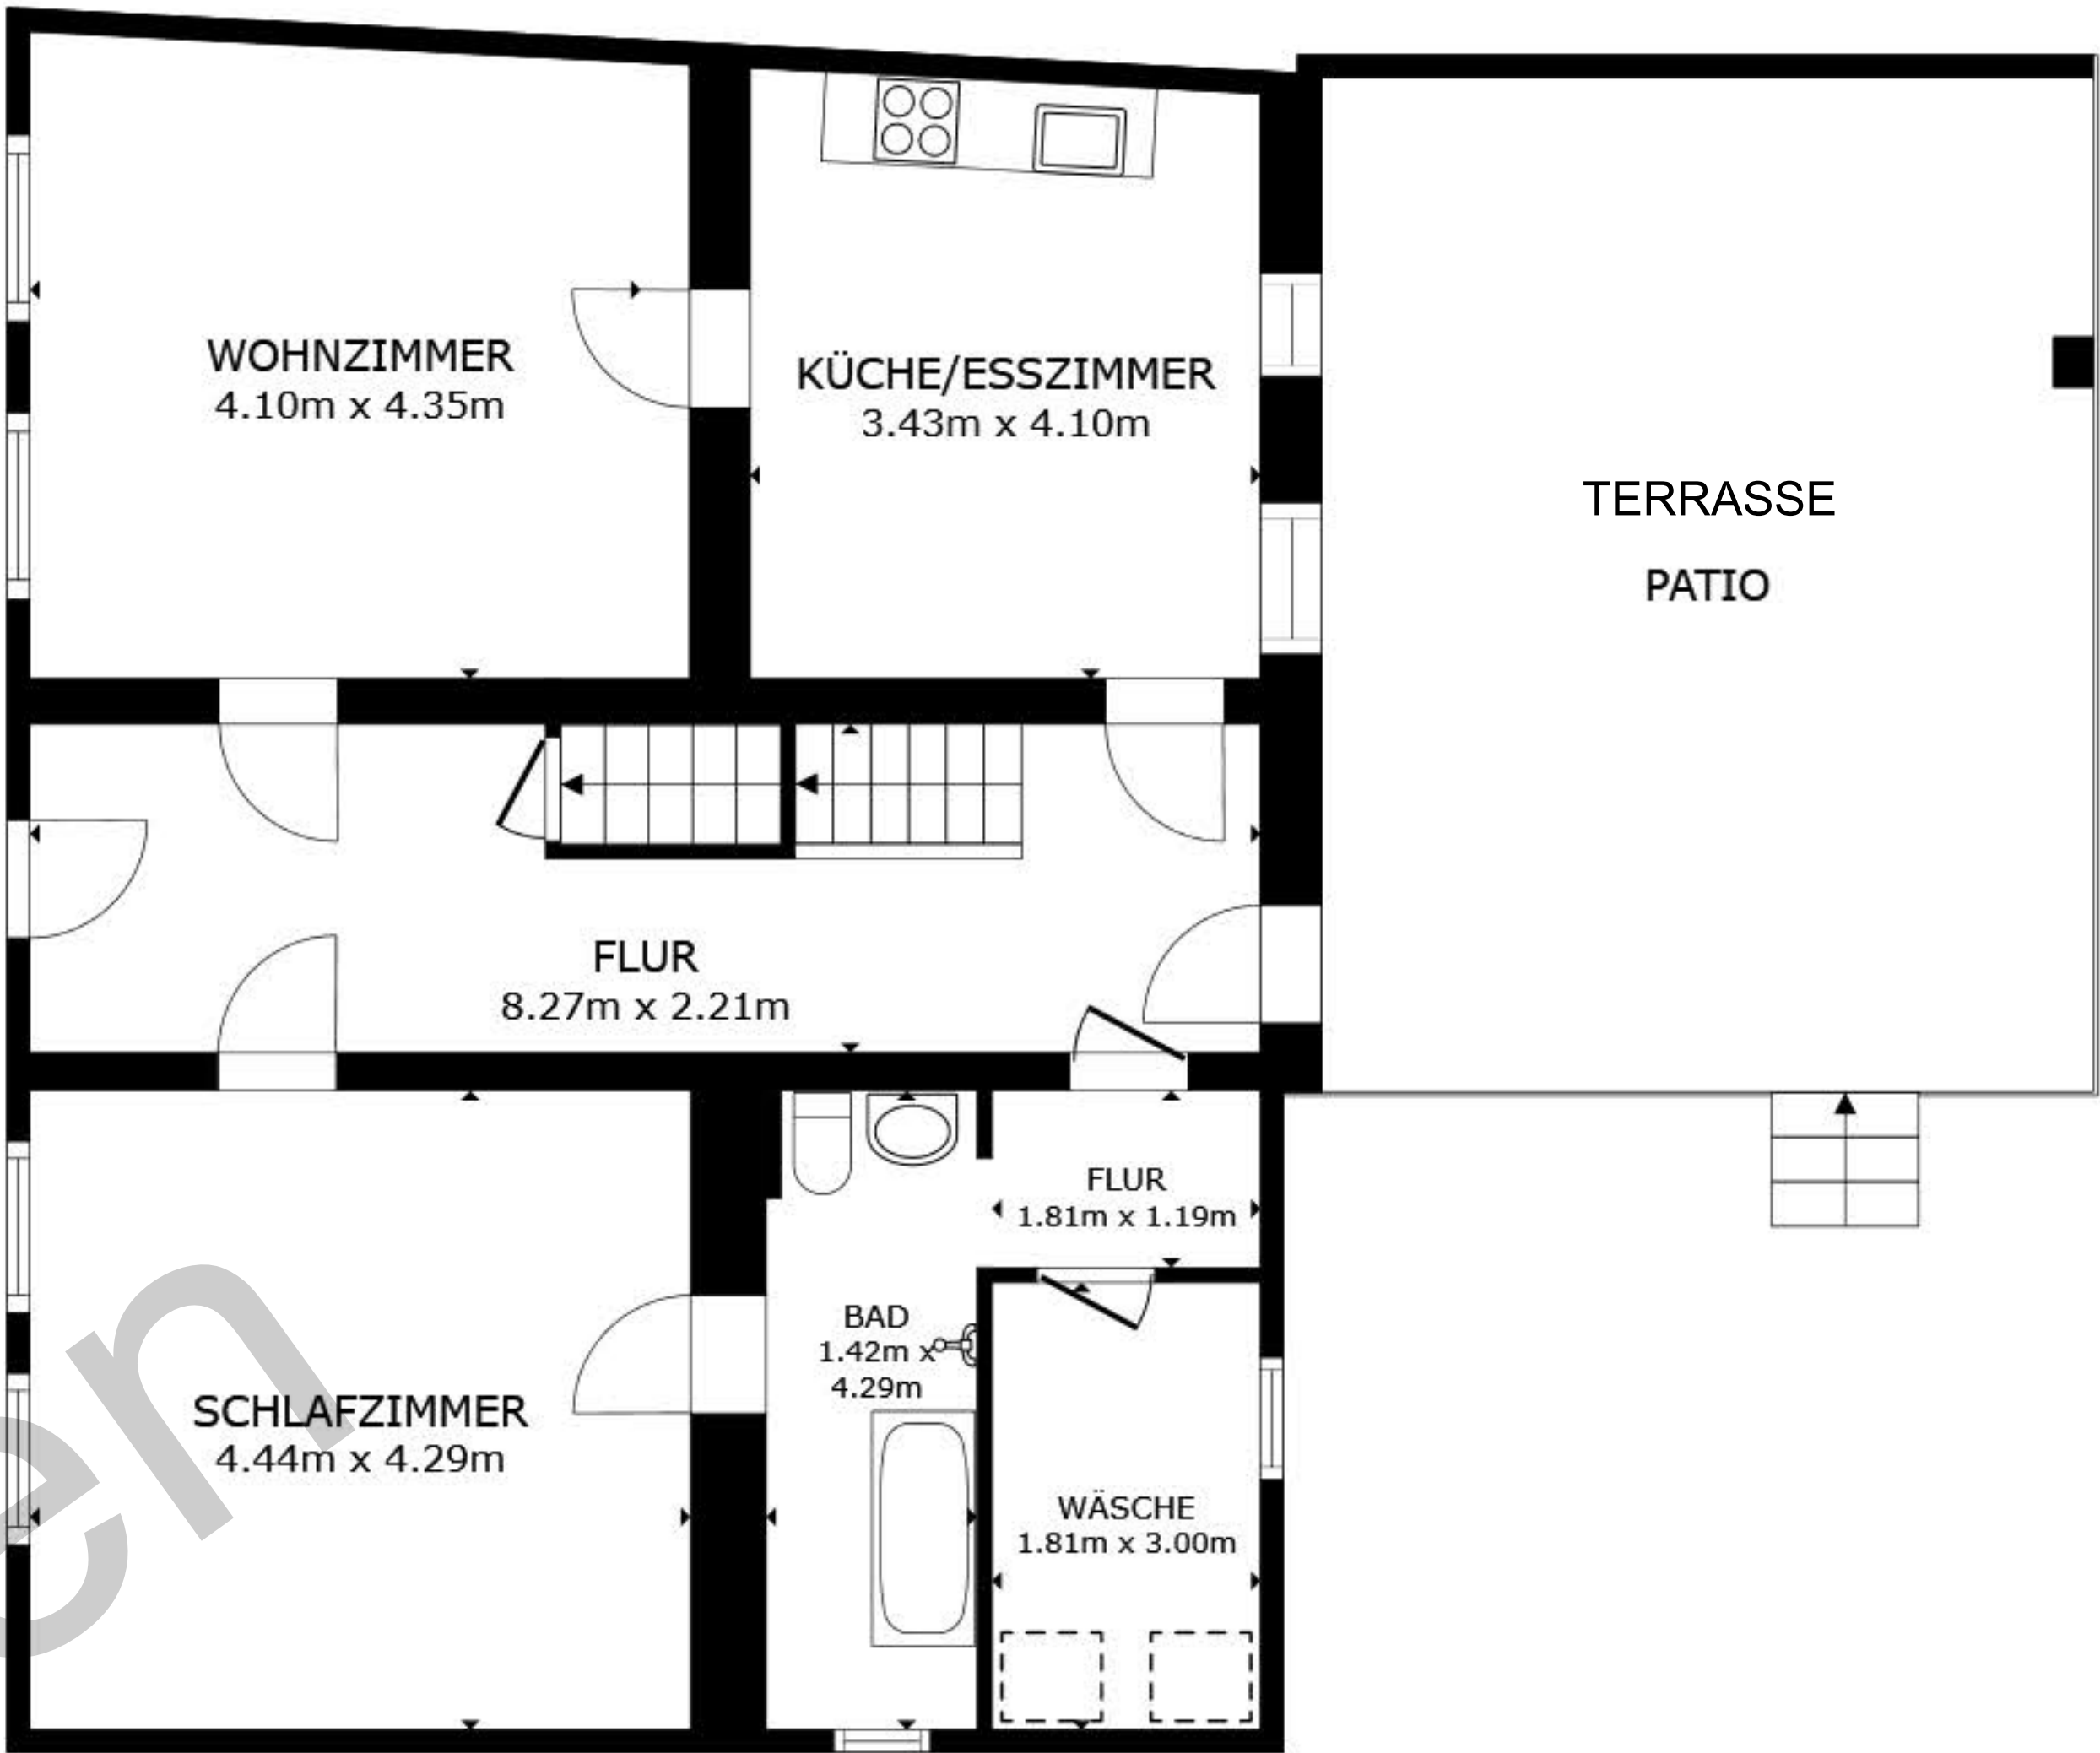 WOHNZIMMER
4.10m x 4.35m
KÜCHE/ESSZIMMER
3.43m x 4.10m
TERRASSE
PATIO
FLUR
8.27m x 2.21m
FLUR
1.81m x 1.19m
BAD
1.42m x
4.29m
SCHLAFZIMMER
4.44m x 4.29m
WÄSCHE
1.81m x 3.00m
en